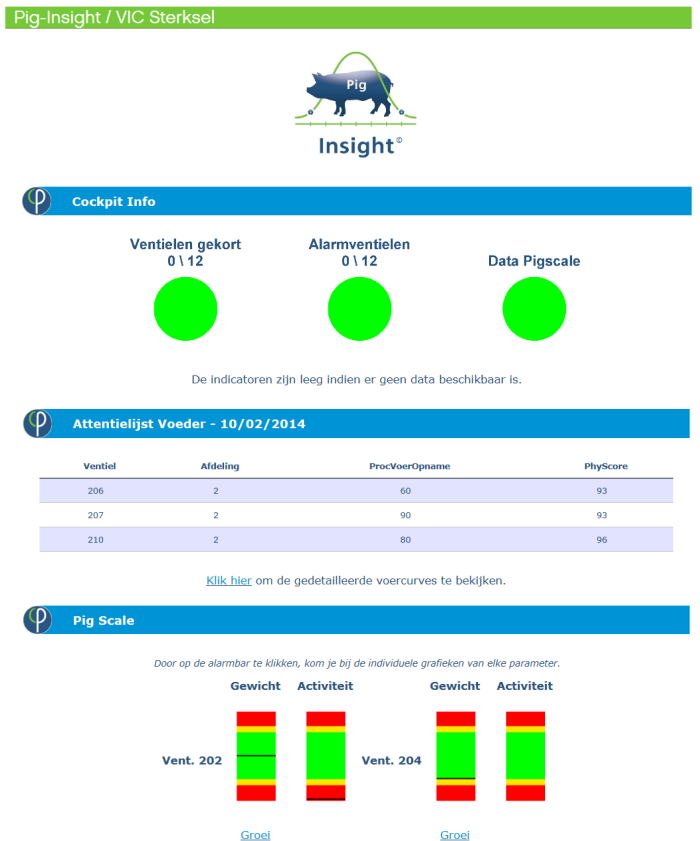 Pig-Insight / VIC Sterksel
Pig
Insight©
Cockpit Info
Ventielen gekort
0 \ 12
Alarmventielen
0 \ 12
Data Pigscale
De indicatoren zijn leeg indien er geen data beschikbaar is.
Attentielijst Voeder - 10/02/2014
Ventiel Afdeling ProcVoerOpname PhyScore
206 2 60 93
207 2 90 93
210 2 80 96
Klik hier om de gedetailleerde voercurves te bekijken.
Pig Scale
Door op de alarmbar te klikken, kom je bij de individuele grafieken van elke parameter.
Gewicht Activiteit Gewicht Activiteit
Vent. 202 Vent. 204
Groei Groei